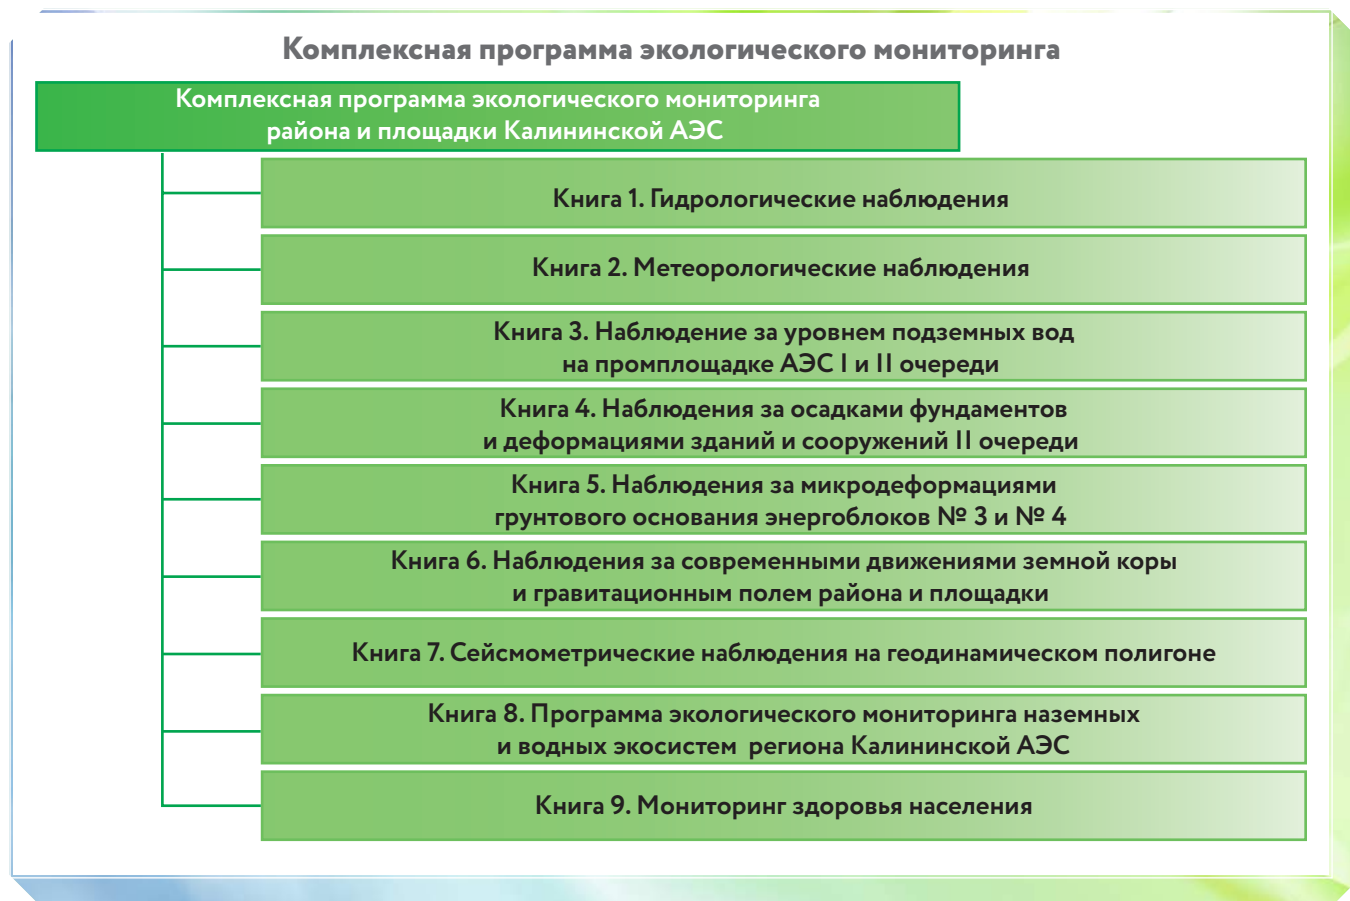 Комплексная программа экологического мониторинга
Комплексная программа экологического мониторинга
района и площадки Калининской АЭС
Книга 1. Гидрологические наблюдения
Книга 2. Метеорологические наблюдения
Книга 3. Наблюдение за уровнем подземных вод
на промплощадке АЭС I и II очереди
Книга 4. Наблюдения за осадками фундаментов
и деформациями зданий и сооружений II очереди
Книга 5. Наблюдения за микродеформациями
грунтового основания энергоблоков № 3 и № 4
Книга 6. Наблюдения за современными движениями земной коры
и гравитационным полем района и площадки
Книга 7. Сейсмометрические наблюдения на геодинамическом полигоне
Книга 8. Программа экологического мониторинга наземных
и водных экосистем региона Калининской АЭС
Книга 9. Мониторинг здоровья населения